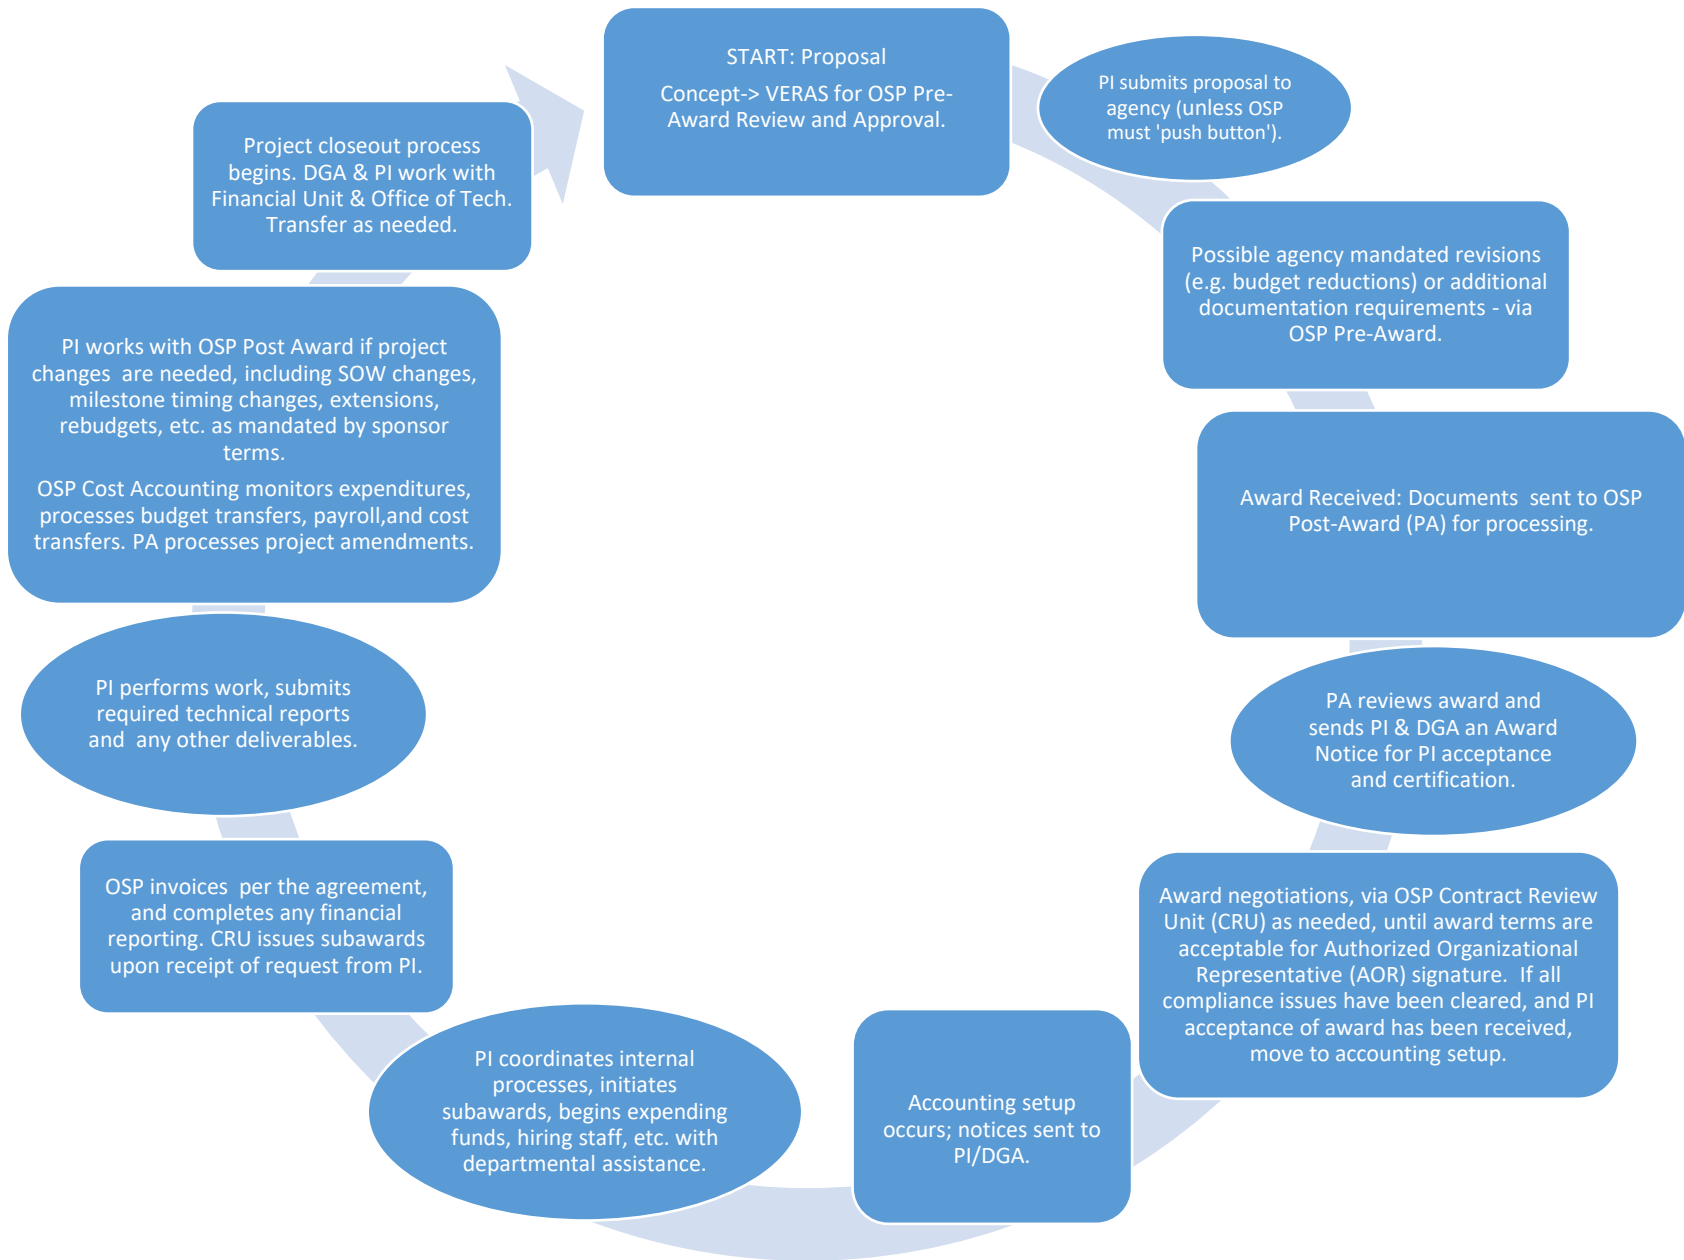 START: Proposal
Concept-> VERAS for OSP Pre-
Award Review and Approval.
PI submits proposal to
agency (unless OSP
must 'push button').
Possible agency mandated revisions
(e.g. budget reductions) or additional
documentation requirements - via
OSP Pre-Award.
Award Received: Documents  sent to OSP
Post-Award (PA) for processing.
PA reviews award and
sends PI & DGA an Award
Notice for PI acceptance
and certification.
Award negotiations, via OSP Contract Review
Unit (CRU) as needed, until award terms are
acceptable for Authorized Organizational
Representative (AOR) signature.  If all
compliance issues have been cleared, and PI
acceptance of award has been received,
move to accounting setup.
Accounting setup
occurs; notices sent to
PI/DGA.
PI coordinates internal
processes, initiates
subawards, begins expending
funds, hiring staff, etc. with
departmental assistance.
OSP invoices  per the agreement,
and completes any financial
reporting. CRU issues subawards
upon receipt of request from PI.
PI performs work, submits
required technical reports
and  any other deliverables.
PI works with OSP Post Award if project
changes  are needed, including SOW changes,
milestone timing changes, extensions,
rebudgets, etc. as mandated by sponsor
terms.
OSP Cost Accounting monitors expenditures,
processes budget transfers, payroll,and cost
transfers. PA processes project amendments.
Project closeout process
begins. DGA & PI work with
Financial Unit & Office of Tech.
Transfer as needed.